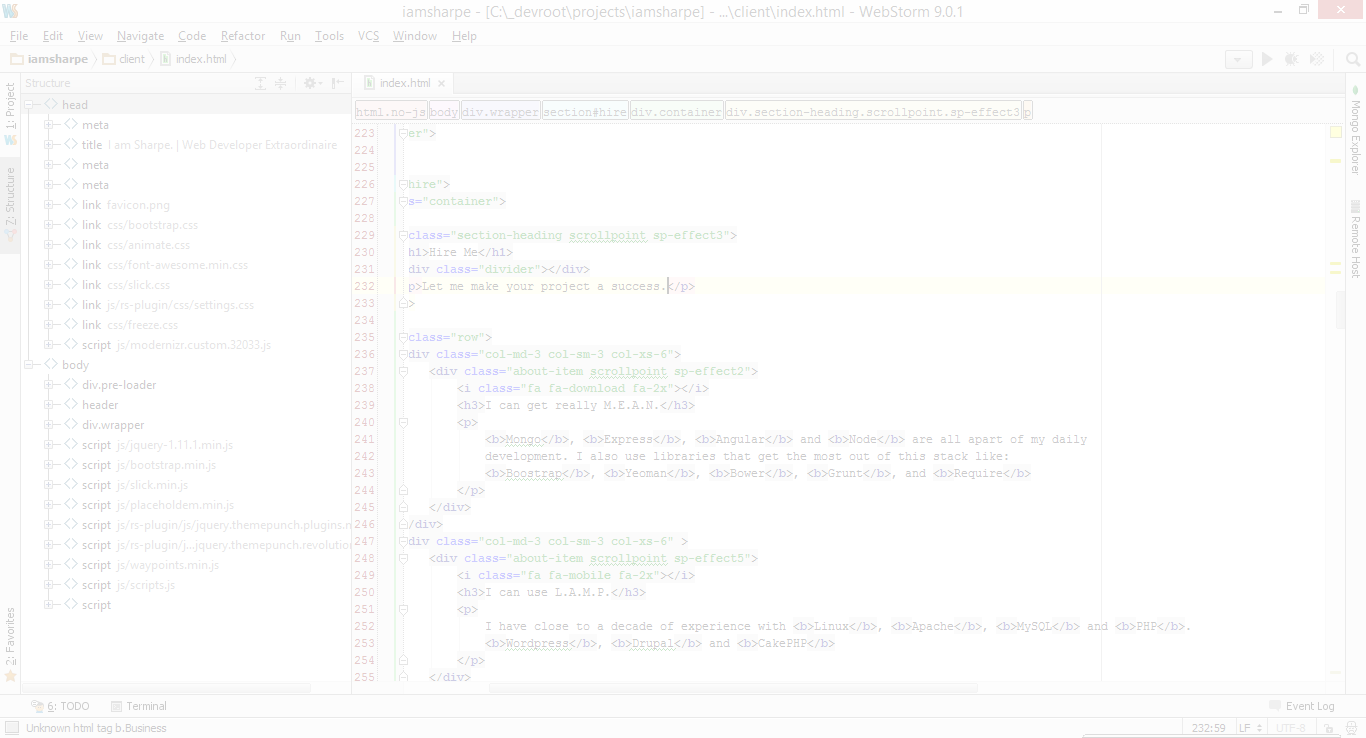 iamsharpe - [C:\_devroot\projects\iamsharpe] - ...\client\index.html - WebStorm 9.0.1
File Edit View Navigate Code Refactor Run Tools VCS Window Help
iamsharpe client index.html
1: Project
Z: Structure
2: Favorites
Structure
head
meta
title I am Sharpe. | Web Developer Extraordinaire
meta
meta
link favicon.png
link css/bootstrap.css
link css/animate.css
link css/font-awesome.min.css
link css/slick.css
link js/rs-plugin/css/settings.css
link css/freeze.css
script js/modernizr.custom.32033.js
body
div.pre-loader
header
div.wrapper
script js/jquery-1.11.1.min.js
script js/bootstrap.min.js
script js/slick.min.js
script js/placeholdem.min.js
script js/rs-plugin/js/jquery.themepunch.plugins.m
script js/rs-plugin/j...jquery.themepunch.revolution
script js/waypoints.min.js
script js/scripts.js
script
index.html
html.no-js body div.wrapper section#hire div.container div.section-heading.scrollpoint.sp-effect3 p
223 er">
224
225
226 hire">
227 s="container">
228
229 class="section-heading scrollpoint sp-effect3">
230 h1>Hire Me</h1>
231 div class="divider"></div>
232 p>Let me make your project a success.</p>
233 >
234
235 class="row">
236 div class="col-md-3 col-sm-3 col-xs-6">
237 <div class="about-item scrollpoint sp-effect2">
238 <i class="fa fa-download fa-2x"></i>
239 <h3>I can get really M.E.A.N.</h3>
240 <p>
241 <b>Mongo</b>, <b>Express</b>, <b>Angular</b> and <b>Node</b> are all apart of my daily
242 development. I also use libraries that get the most out of this stack like:
243 <b>Boostrap</b>, <b>Yeoman</b>, <b>Bower</b>, <b>Grunt</b>, and <b>Require</b>
244 </p>
245 </div>
246 /div>
247 div class="col-md-3 col-sm-3 col-xs-6" >
248 <div class="about-item scrollpoint sp-effect5">
249 <i class="fa fa-mobile fa-2x"></i>
250 <h3>I can use L.A.M.P.</h3>
251 <p>
252 I have close to a decade of experience with <b>Linux</b>, <b>Apache</b>, <b>MySQL</b> and <b>PHP</b>.
253 <b>Wordpress</b>, <b>Drupal</b> and <b>CakePHP</b>
254 </p>
255 </div>
Mongo Explorer
Remote Host
6: TODO Terminal Event Log
Unknown html tag b.Business 232:59 LF UTF-8